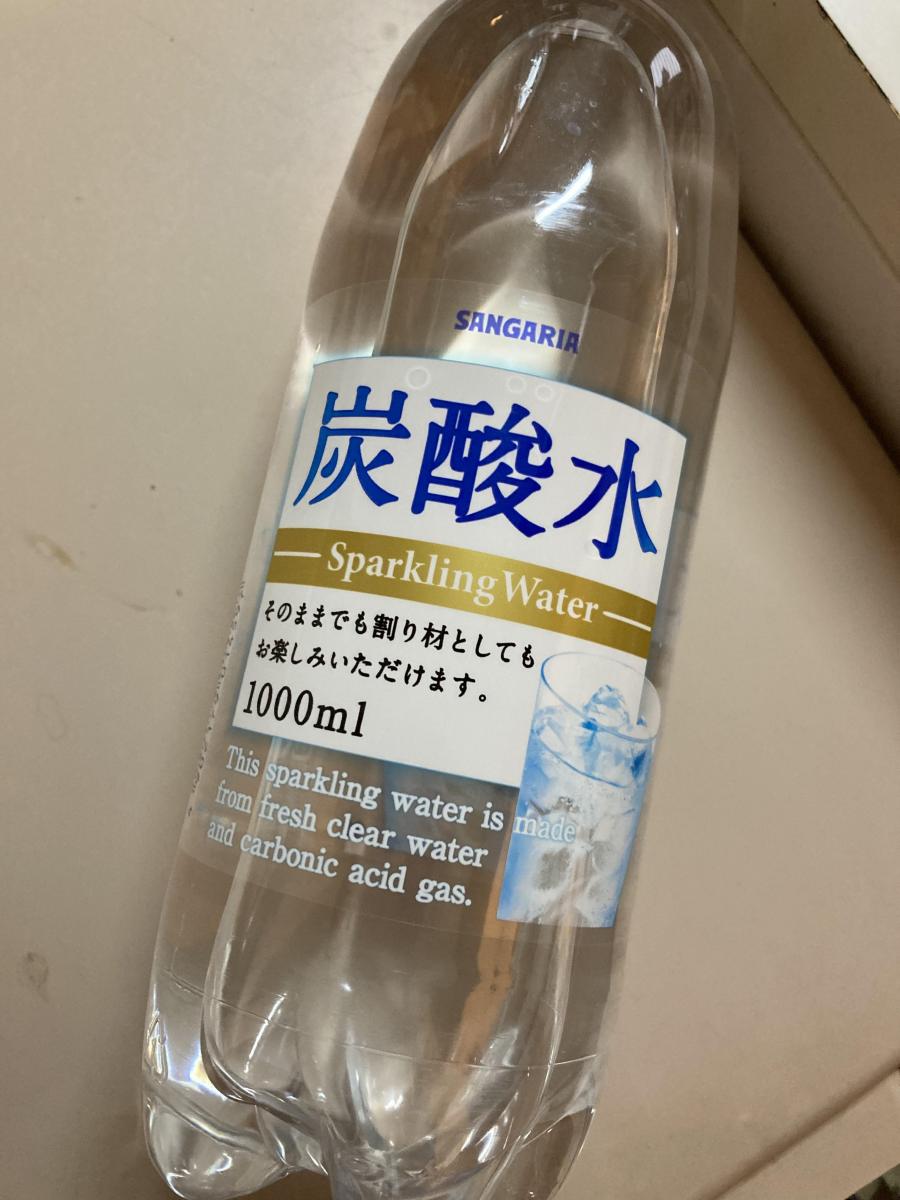 SANGARIA
炭酸水
Sparkling Water
そのままでも割り材としても
お楽しみいただけます。
1000ml
This sparkling water is made
from fresh clear water
and carbonic acid gas.